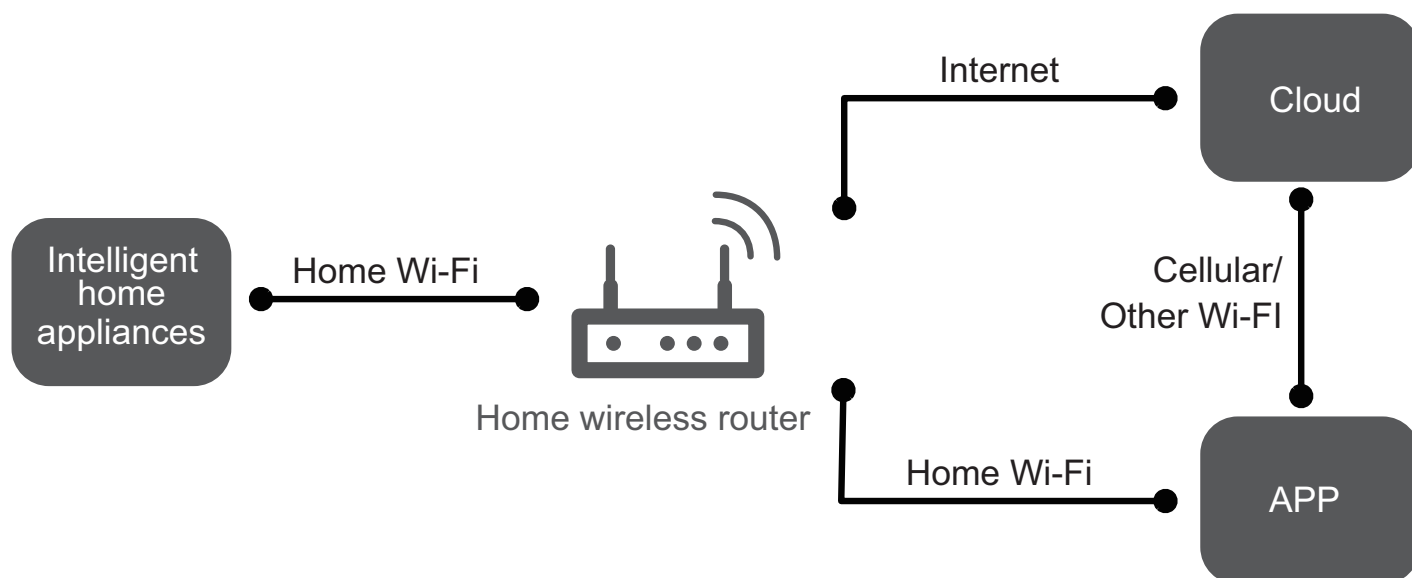 Internet
Cloud
Intelligent
home
appliances
Home Wi-Fi
Cellular/
Other Wi-FI
Home wireless router
Home Wi-Fi
APP